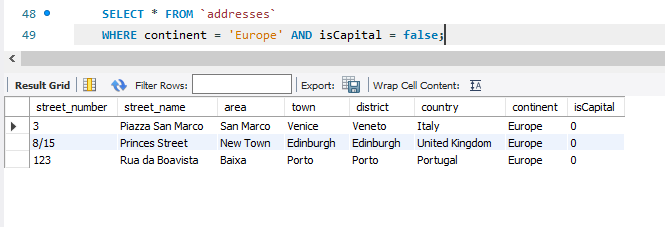 48 SELECT * FROM `addresses`
49 WHERE continent = 'Europe' AND isCapital = false;
Result Grid Filter Rows: Export: Wrap Cell Content: IA
street_number street_name area town district country continent isCapital
3 Piazza San Marco San Marco Venice Veneto Italy Europe 0
8/15 Princes Street New Town Edinburgh Edinburgh United Kingdom Europe 0
123 Rua da Boavista Baixa Porto Porto Portugal Europe 0